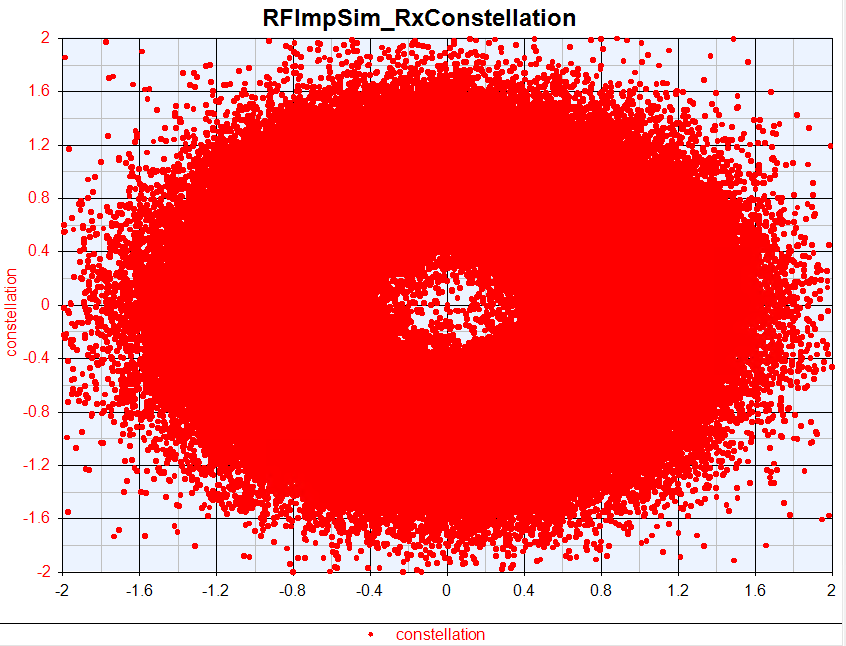 RFImpSim_RxConstellation
2
1.6
1.2
0.8
0.4
0
-0.4
-0.8
-1.2
-1.6
-2
constellation
-2 -1.6 -1.2 -0.8 -0.4 0 0.4 0.8 1.2 1.6 2
constellation